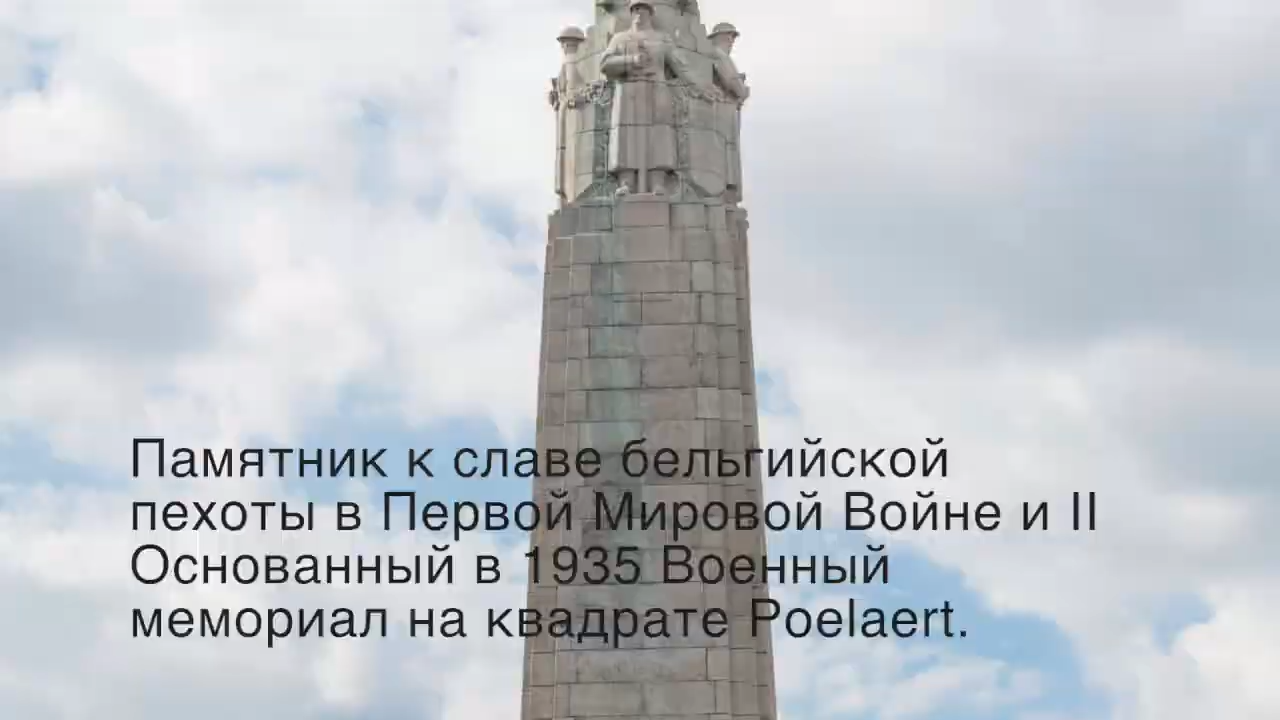 Памятник к славе бельгийской
пехоты в Первой Мировой Войне и II
Основанный в 1935 Военный
мемориал на квадрате Poelaert.